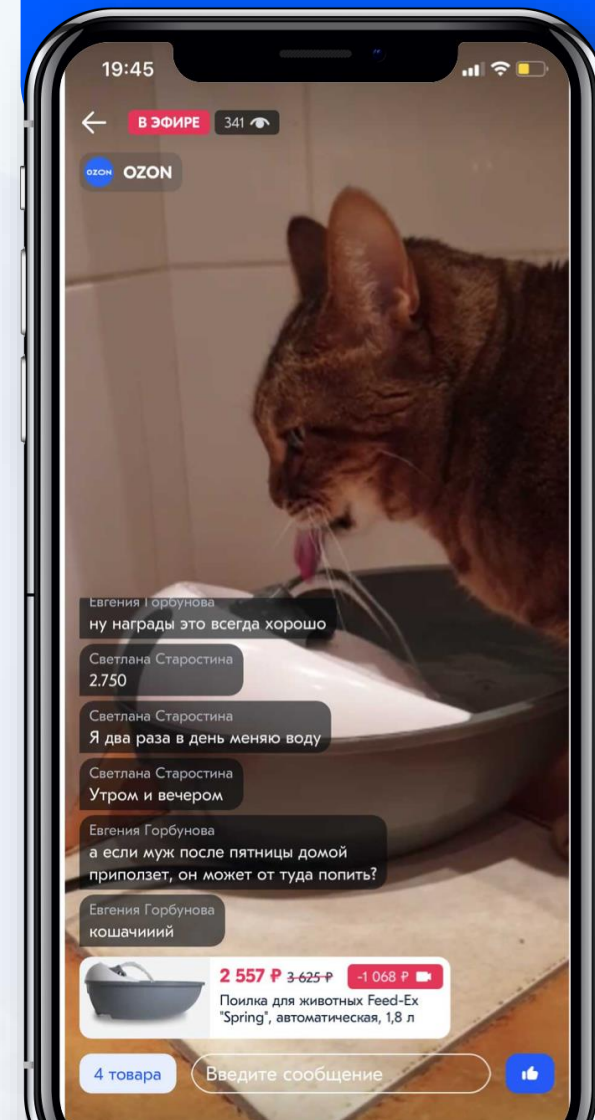 19:45
В ЭФИРЕ 341
OZON OZON
Евгения Горбунова
ну награды это всегда хорошо
Светлана Старостина
2.750
Светлана Старостина
Я два раза в день меняю воду
Светлана Старостина
Утром и вечером
Евгения Горбунова
а если муж после пятницы домой
приползет, он может от туда попить?
Евгения Горбунова
кошачииий
2 557 ₽ 3 625 ₽ -1 068 ₽
Поилка для животных Feed-Ex
"Spring", автоматическая, 1,8 л
4 товара Введите сообщение